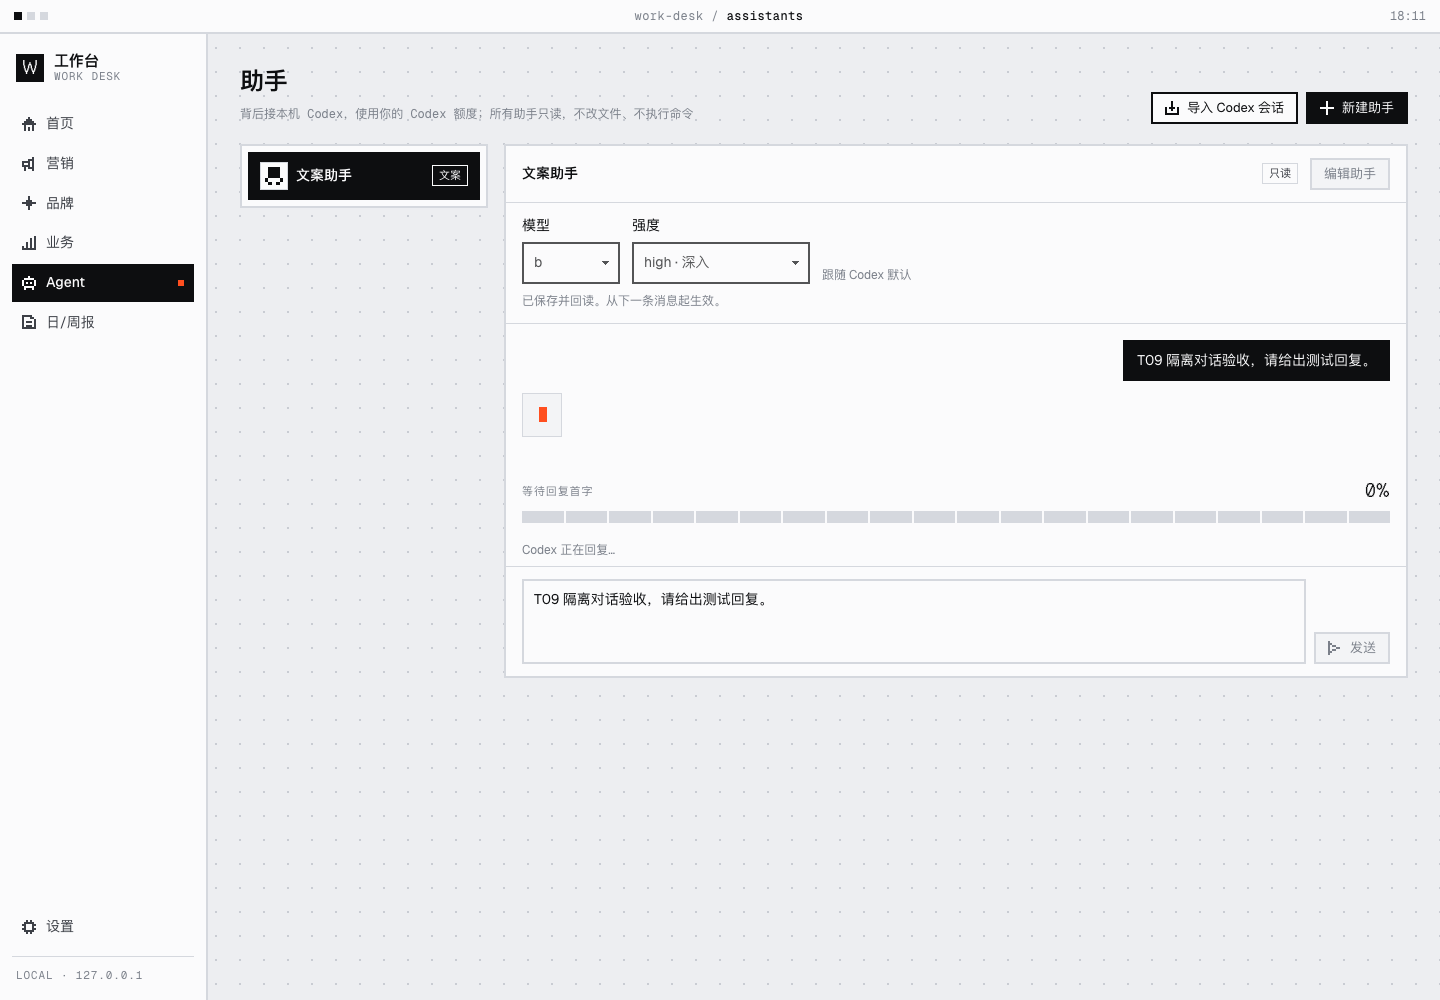 work-desk / assistants
18:11
W
工作台
WORK DESK
首页
营销
品牌
业务
Agent
日/周报
设置
LOCAL · 127.0.0.1
助手
背后接本机 Codex，使用你的 Codex 额度；所有助手只读，不改文件，不执行命令
导入 Codex 会话
新建助手
文案助手
文案
文案助手
只读
编辑助手
模型
强度
b
high · 深入
跟随 Codex 默认
已保存并回读。从下一条消息起生效。
T09 隔离对话验收，请给出测试回复。
等待回复首字
0%
Codex 正在回复…
T09 隔离对话验收，请给出测试回复。
发送